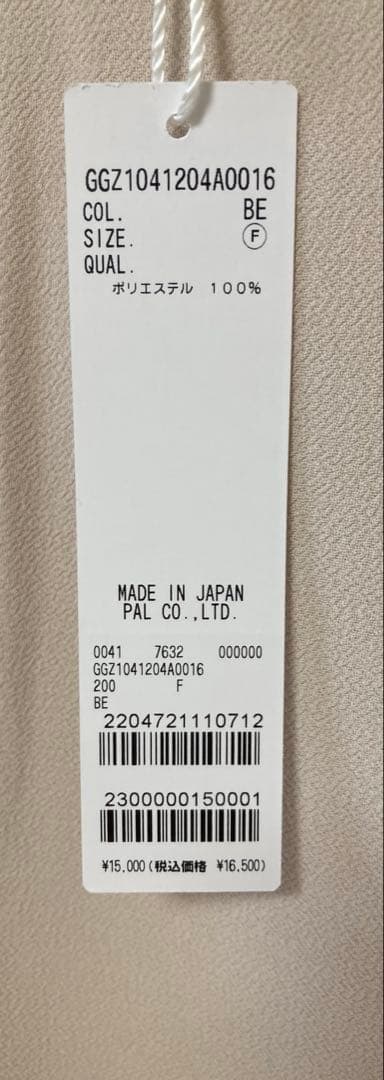 GGZ1041204A0016
COL. BE
SIZE. Ⓕ
QUAL.
ポリエステル 100%
MADE IN JAPAN
PAL CO.,LTD.
0041 7632 000000
GGZ1041204A0016
200 F
BE
2204721110712
2300000150001
¥15,000(税込価格 ¥16,500)